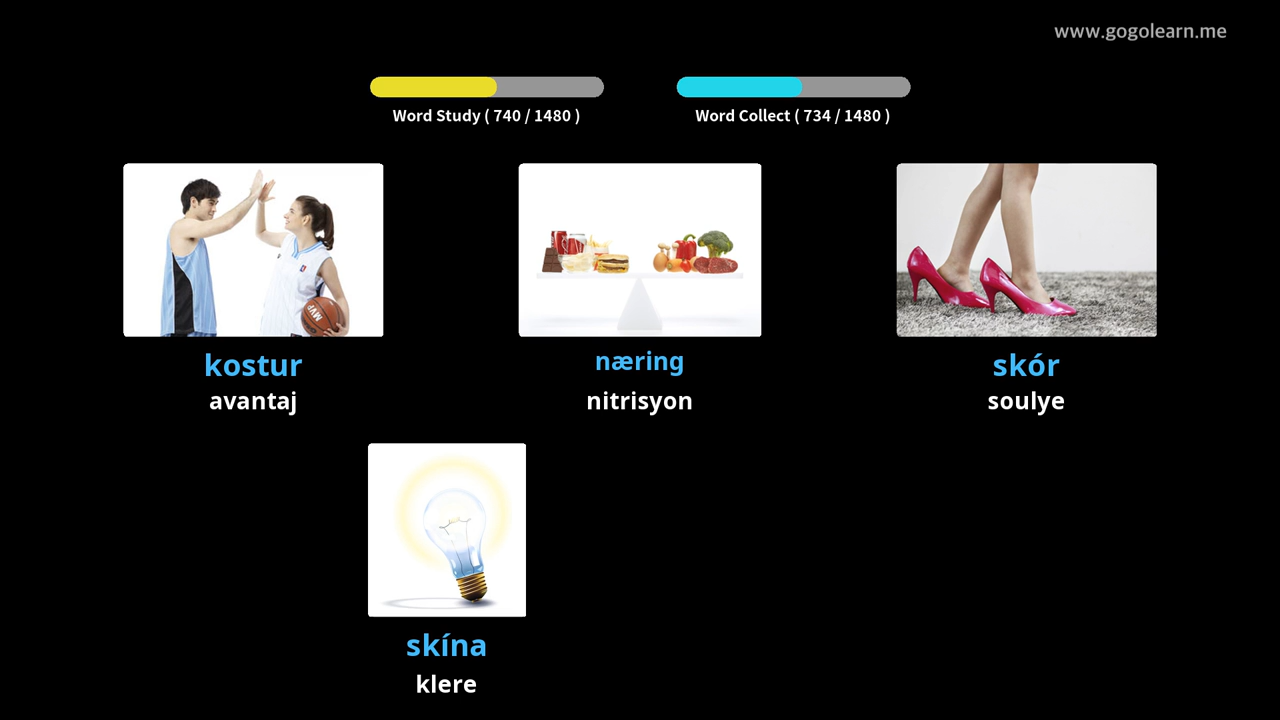 www.gogolearn.me
Word Study ( 740 / 1480 )
Word Collect ( 734 / 1480 )
MVP
kostur
avantaj
næring
nitrisyon
skór
soulye
skína
klere